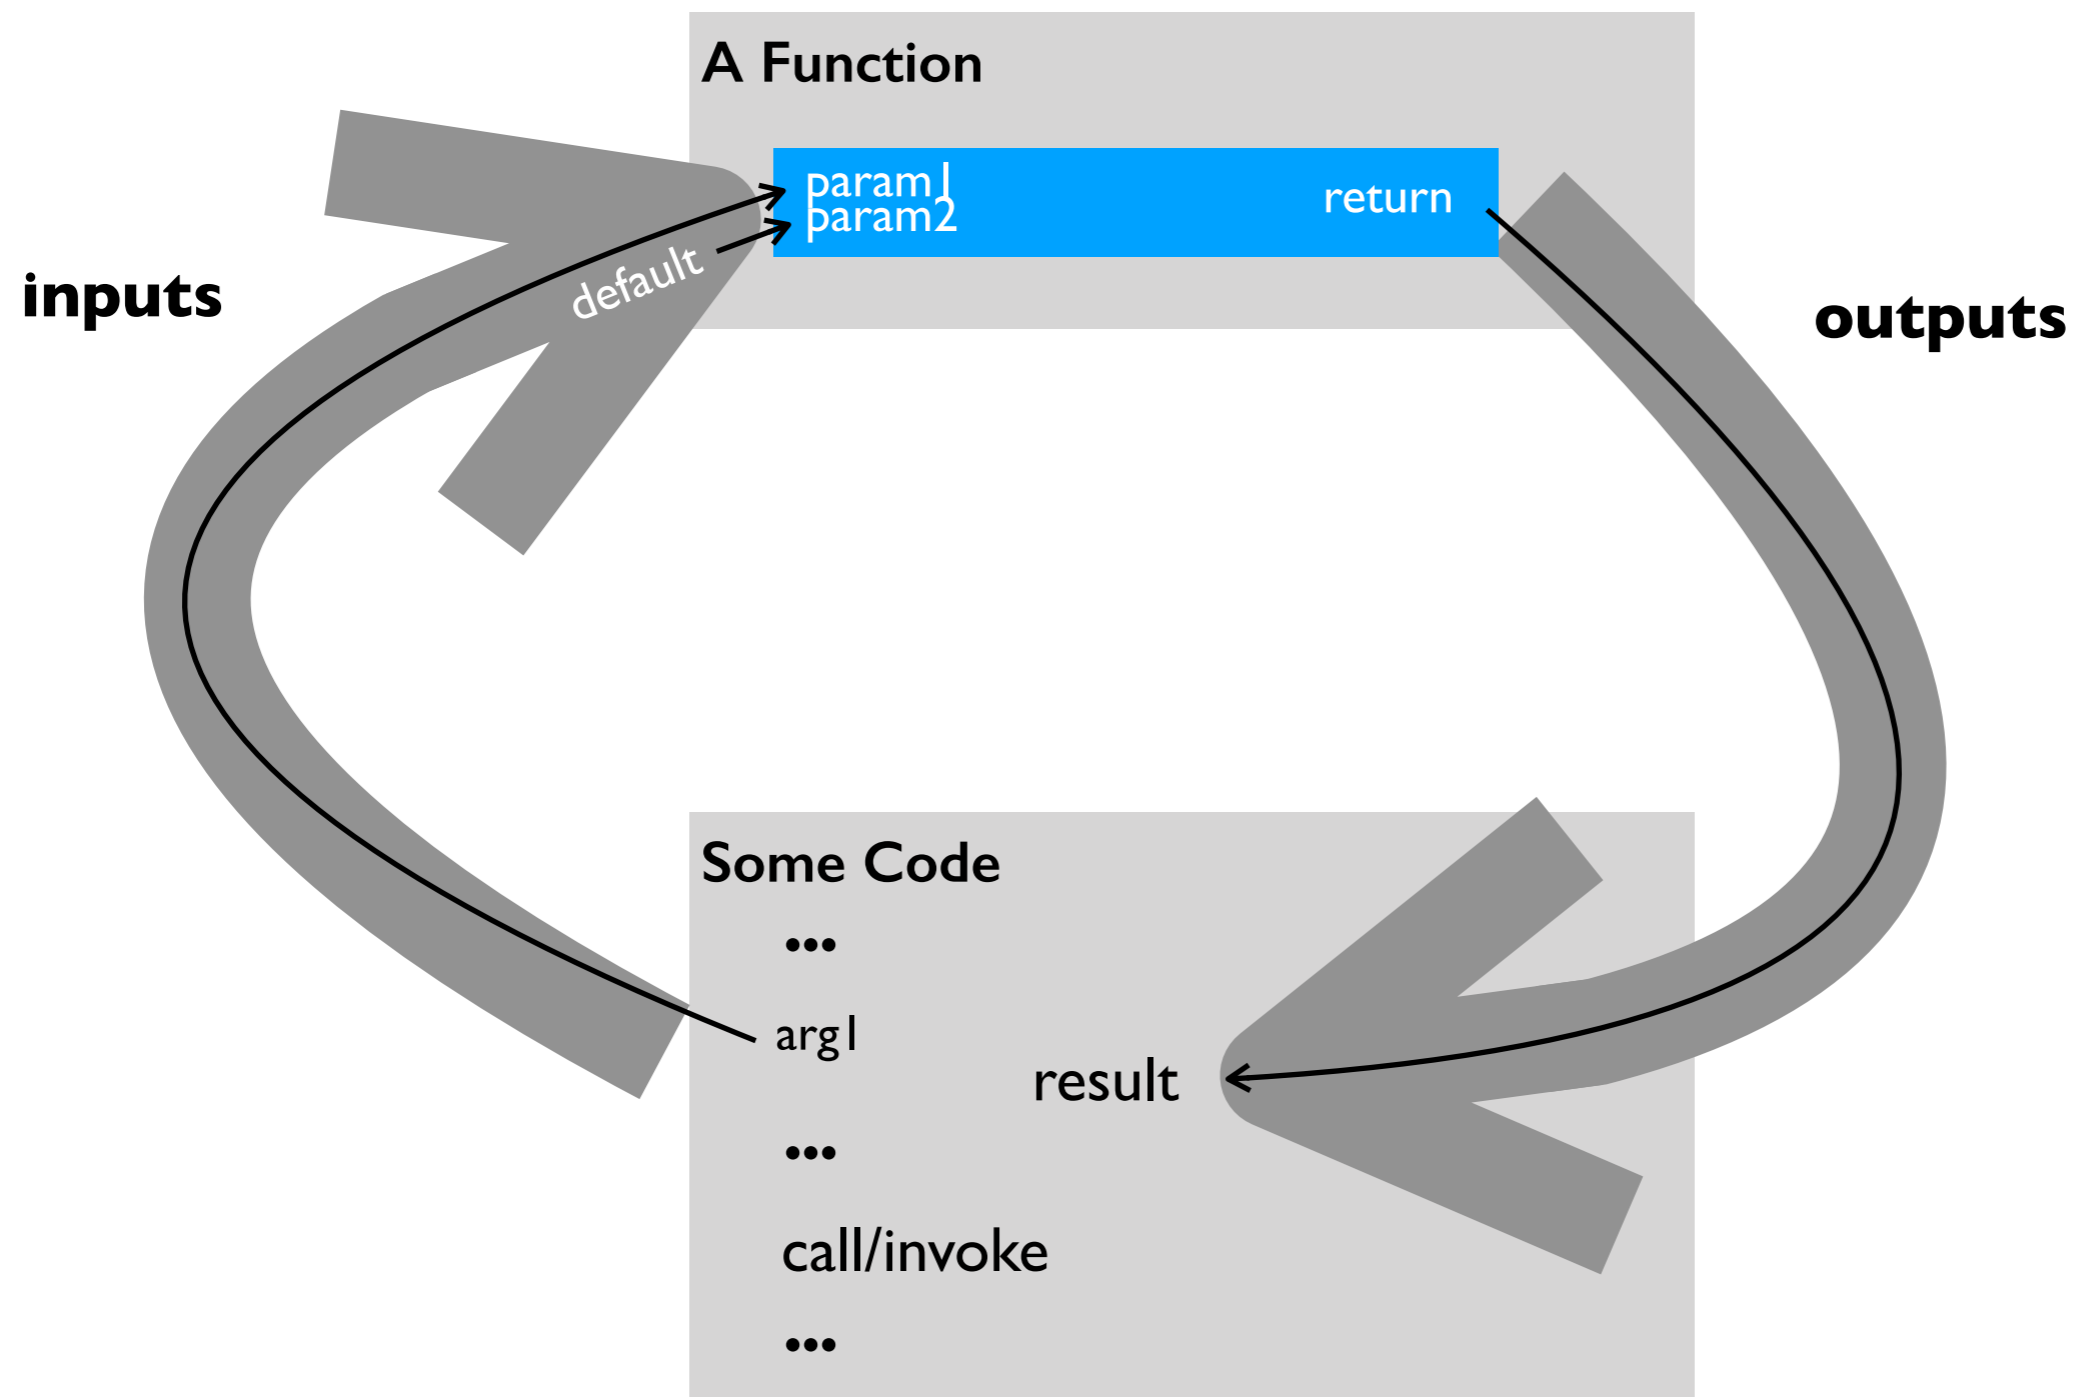 A Function
param1
param2
return
default
inputs
outputs
Some Code
...
arg1
result
...
call/invoke
...